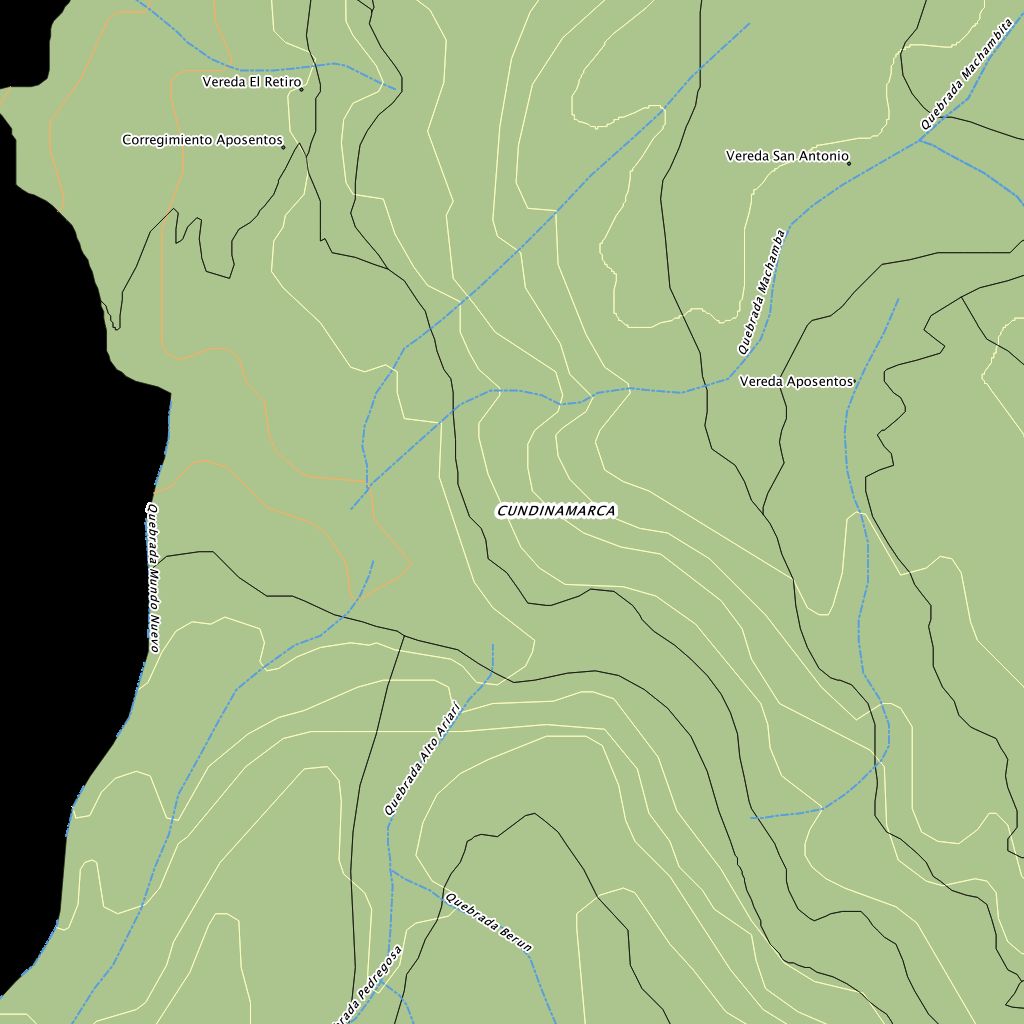 Quebrada Machambita
Vereda El Retiro
Corregimiento Aposentos
Vereda San Antonio
Quebrada Machamba
Vereda Aposentos
CUNDINAMARCA
Quebrada Mundo Nuevo
Quebrada Alto Ariari
Quebrada Berun
brada Pedregosa